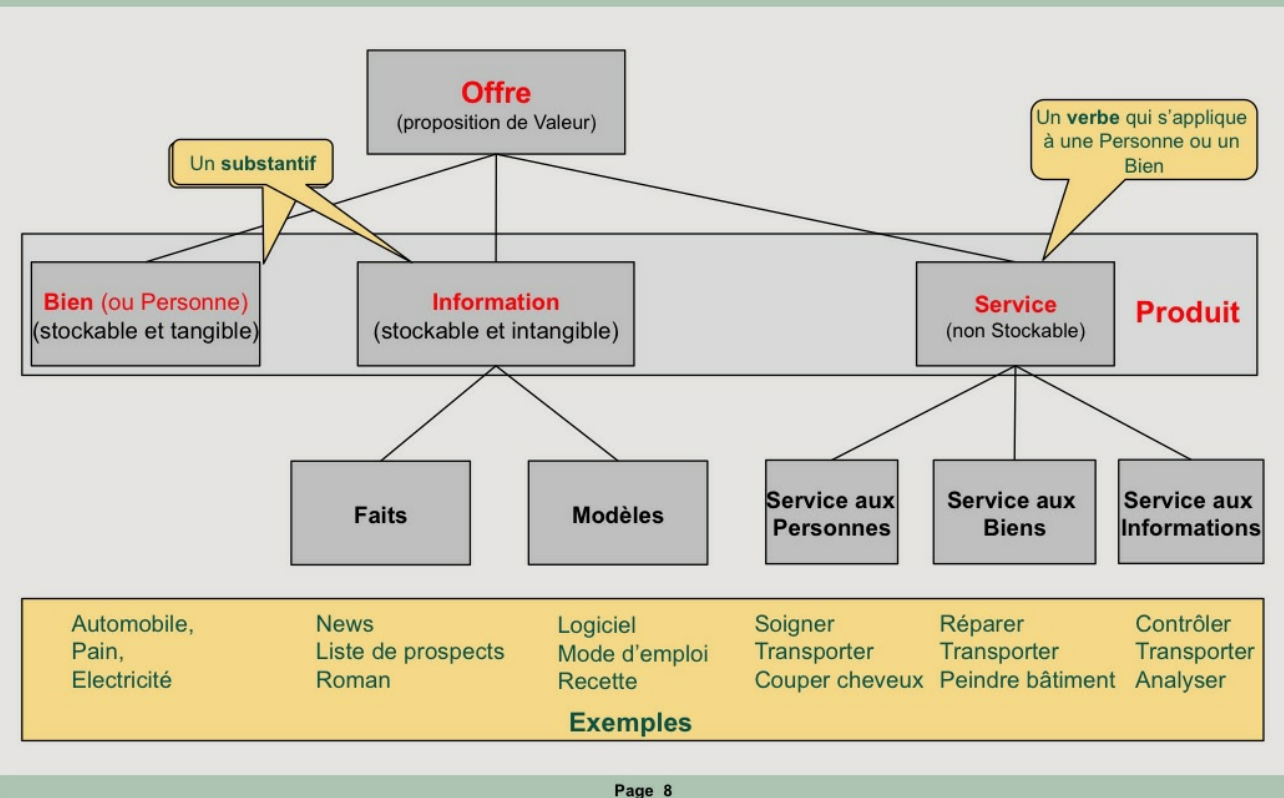 Offre
(proposition de Valeur)
Un substantif
Un verbe qui s'applique
à une Personne ou un
Bien
Bien (ou Personne)
(stockable et tangible)
Information
(stockable et intangible)
Service
(non Stockable)
Produit
Faits
Modèles
Service aux
Personnes
Service aux
Biens
Service aux
Informations
Automobile,
Pain,
Electricité
News
Liste de prospects
Roman
Logiciel
Mode d'emploi
Recette
Soigner
Transporter
Couper cheveux
Réparer
Transporter
Peindre bâtiment
Contrôler
Transporter
Analyser
Exemples
Page 8